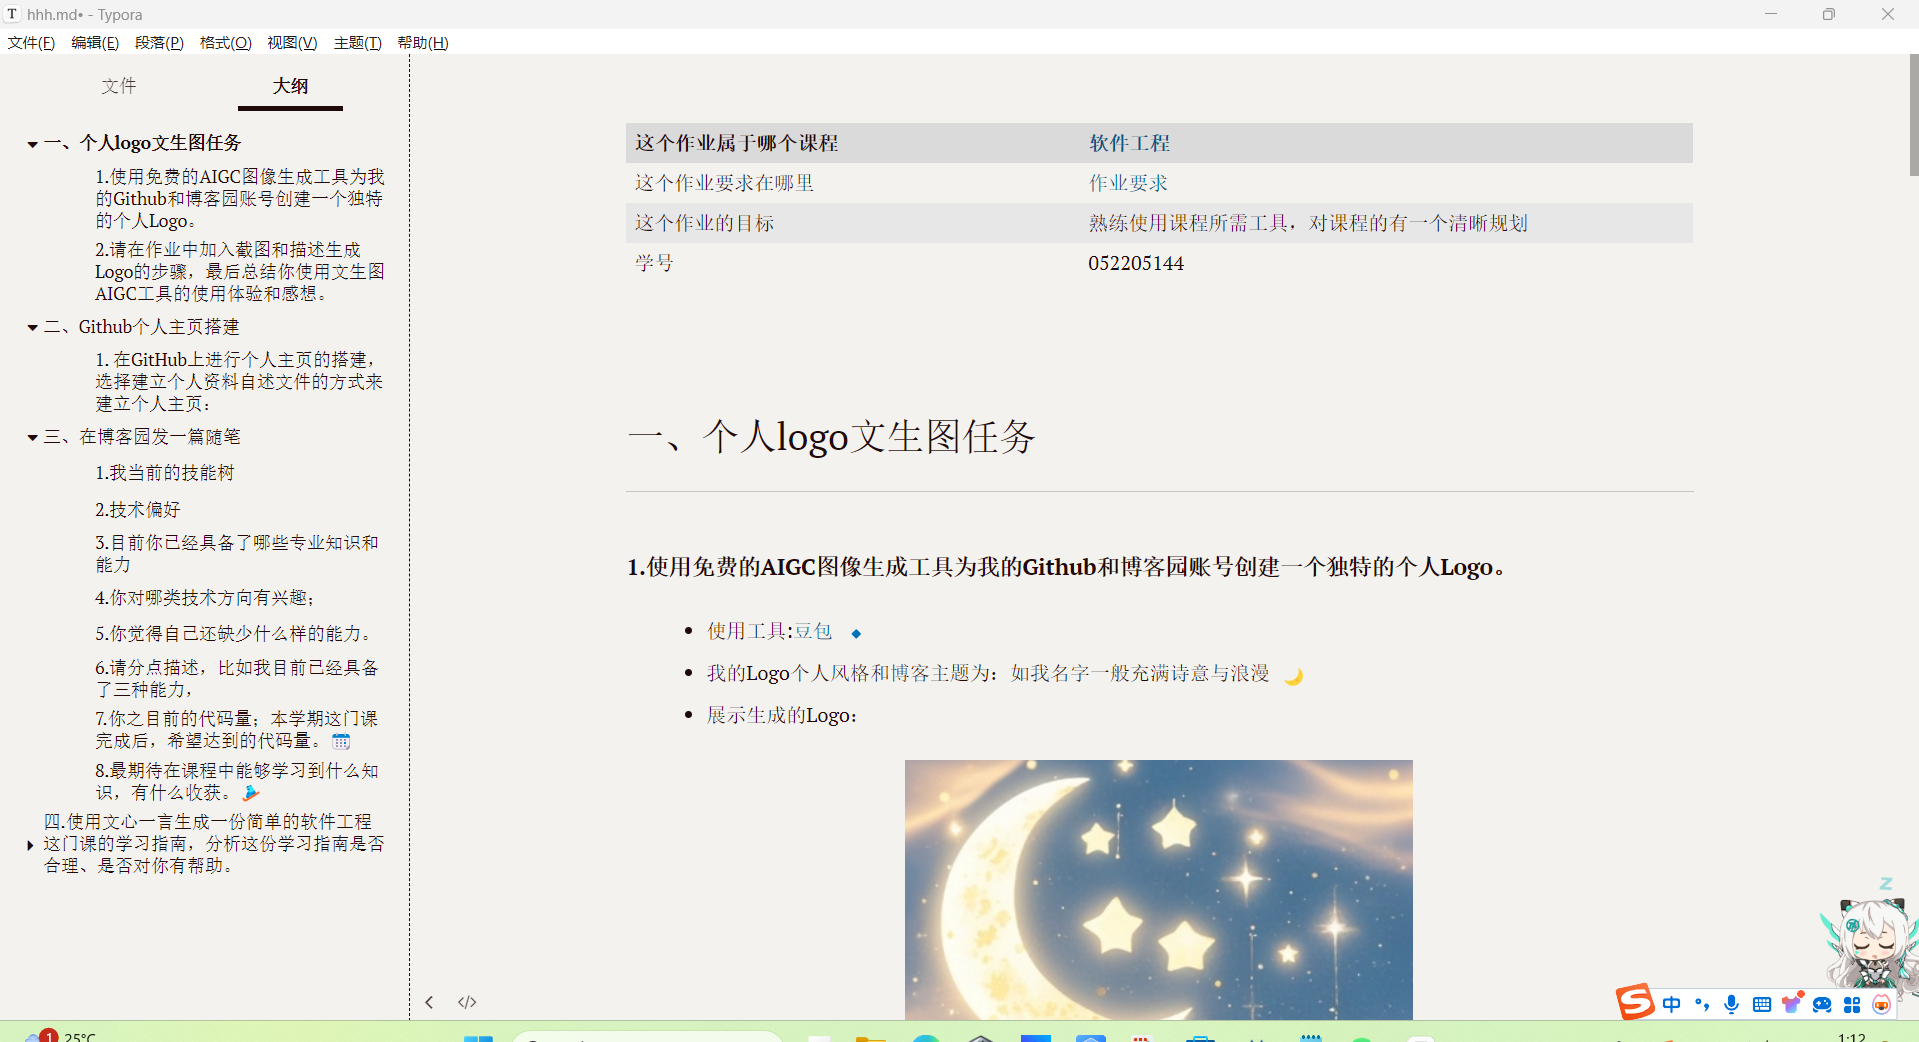 hhh.md• - Typora
文件(F) 编辑(E) 段落(P) 格式(O) 视图(V) 主题(T) 帮助(H)
文件 大纲
一、个人logo文生图任务
1.使用免费的AIGC图像生成工具为我
的Github和博客园账号创建一个独特
的个人Logo。
2.请在作业中加入截图和描述生成
Logo的步骤，最后总结你使用文生图
AIGC工具的使用体验和感想。
二、Github个人主页搭建
1. 在GitHub上进行个人主页的搭建，
选择建立个人资料自述文件的方式来
建立个人主页：
三、在博客园发一篇随笔
1.我当前的技能树
2.技术偏好
3.目前你已经具备了哪些专业知识和
能力
4.你对哪类技术方向有兴趣；
5.你觉得自己还缺少什么样的能力。
6.请分点描述，比如我目前已经具备
了三种能力，
7.你之目前的代码量；本学期这门课
完成后，希望达到的代码量。
8.最期待在课程中能够学习到什么知
识，有什么收获。
四.使用文心一言生成一份简单的软件工程
这门课的学习指南，分析这份学习指南是否
合理、是否对你有帮助。
这个作业属于哪个课程 软件工程
这个作业要求在哪里 作业要求
这个作业的目标 熟练使用课程所需工具，对课程的有一个清晰规划
学号 052205144
一、个人logo文生图任务
1.使用免费的AIGC图像生成工具为我的Github和博客园账号创建一个独特的个人Logo。
使用工具:豆包
我的Logo个人风格和博客主题为：如我名字一般充满诗意与浪漫
展示生成的Logo：
Z
中
1 25°C
1:12